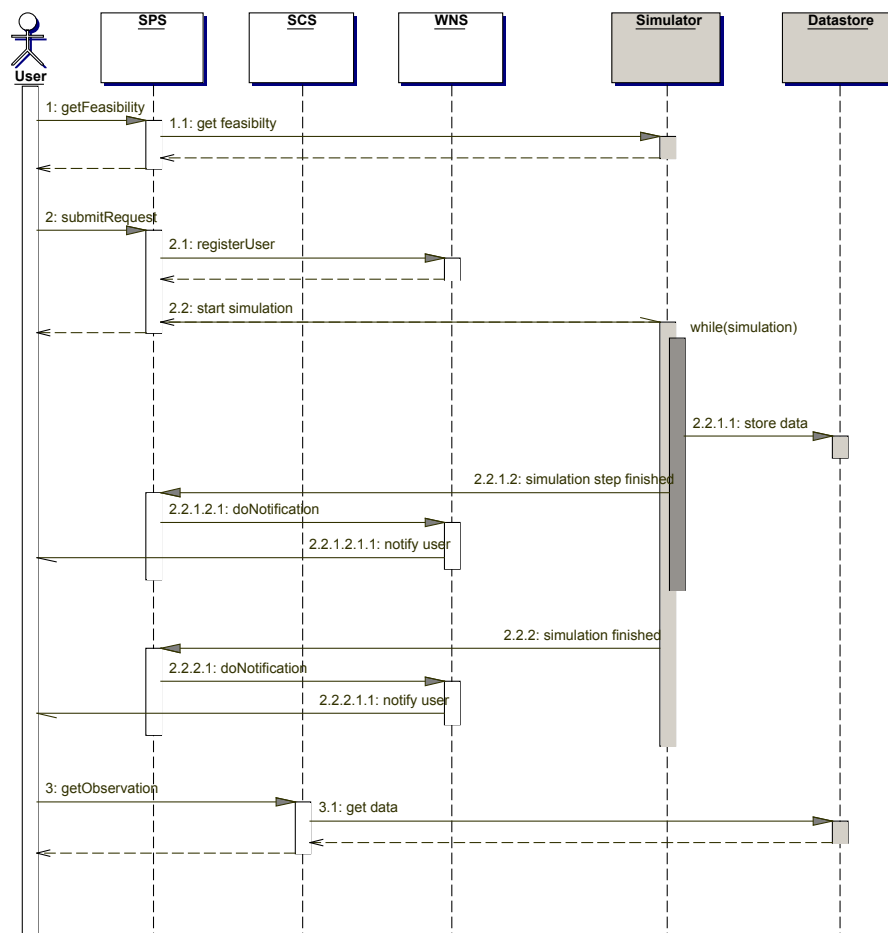 SPS
SCS
WNS
Simulator
Datastore
User
1: getFeasibility
1.1: get feasibilty
2: submitRequest
2.1: registerUser
2.2: start simulation
while(simulation)
2.2.1.1: store data
2.2.1.2: simulation step finished
2.2.1.2.1: doNotification
2.2.1.2.1.1: notify user
2.2.2: simulation finished
2.2.2.1: doNotification
2.2.2.1.1: notify user
3: getObservation
3.1: get data